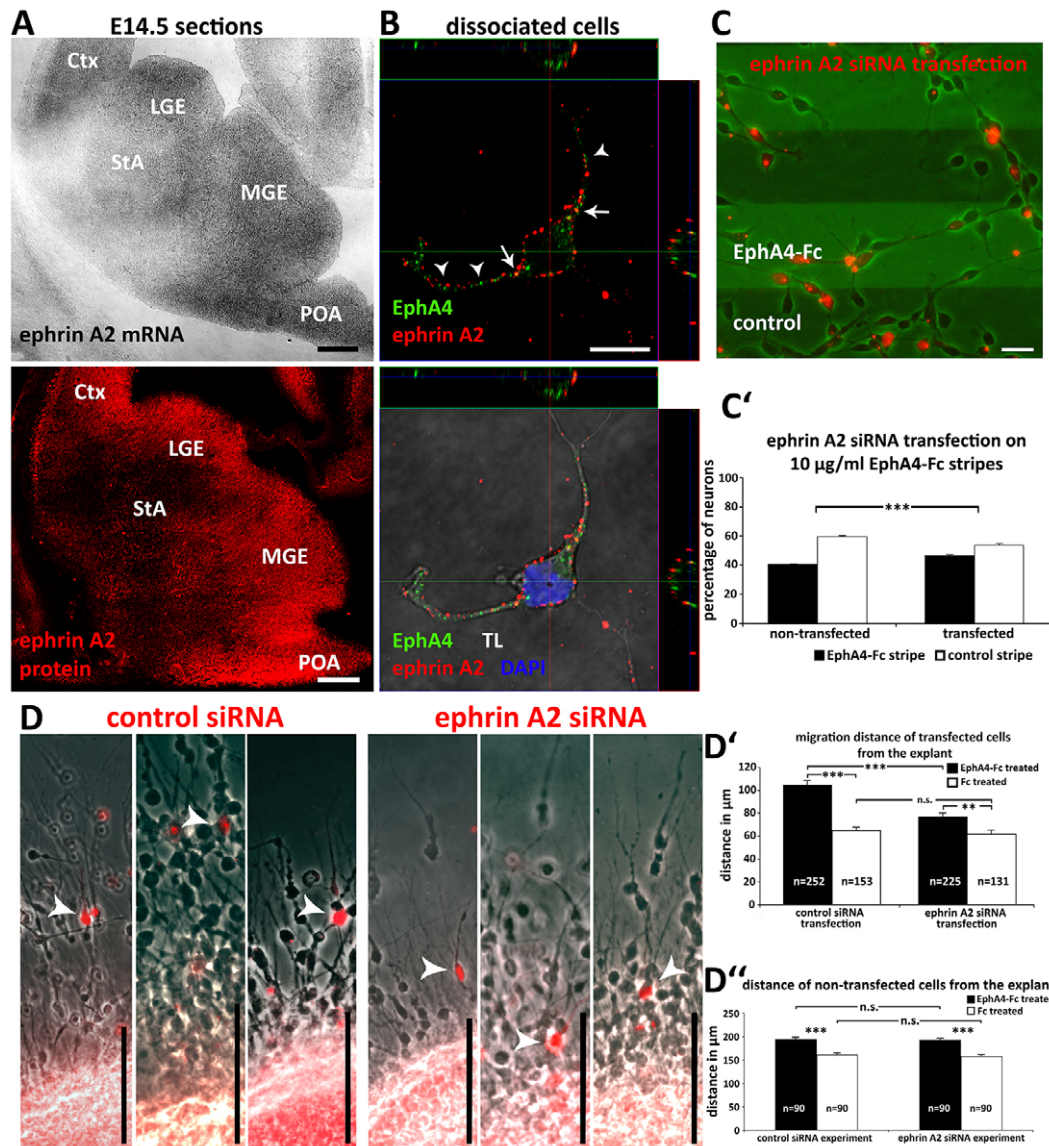 A
E14.5 sections
Ctx
LGE
StA
MGE
POA
ephrin A2 mRNA
Ctx
LGE
StA
MGE
ephrin A2
protein
POA
B
dissociated cells
EphA4
ephrin A2
EphA4 TL
ephrin A2 DAPI
C
ephrin A2 siRNA transfection
EphA4-Fc
control
C'
ephrin A2 siRNA transfection on
10 µg/ml EphA4-Fc stripes
percentage of neurons
100
80
60
40
20
0
***
non-transfected
transfected
EphA4-Fc stripe
control stripe
D
control siRNA
ephrin A2 siRNA
D'
migration distance of transfected cells
from the explant
EphA4-Fc treated
Fc treated
distance in µm
120
100
80
60
40
20
0
***
***
n.s.
**
n=252
n=153
n=225
n=131
control siRNA
transfection
ephrin A2 siRNA
transfection
D''
distance of non-transfected cells from the explan
EphA4-Fc treate
Fc treated
distance in µm
250
200
150
100
50
0
n.s.
n.s.
***
***
n=90
n=90
n=90
n=90
control siRNA experiment
ephrin A2 siRNA experiment